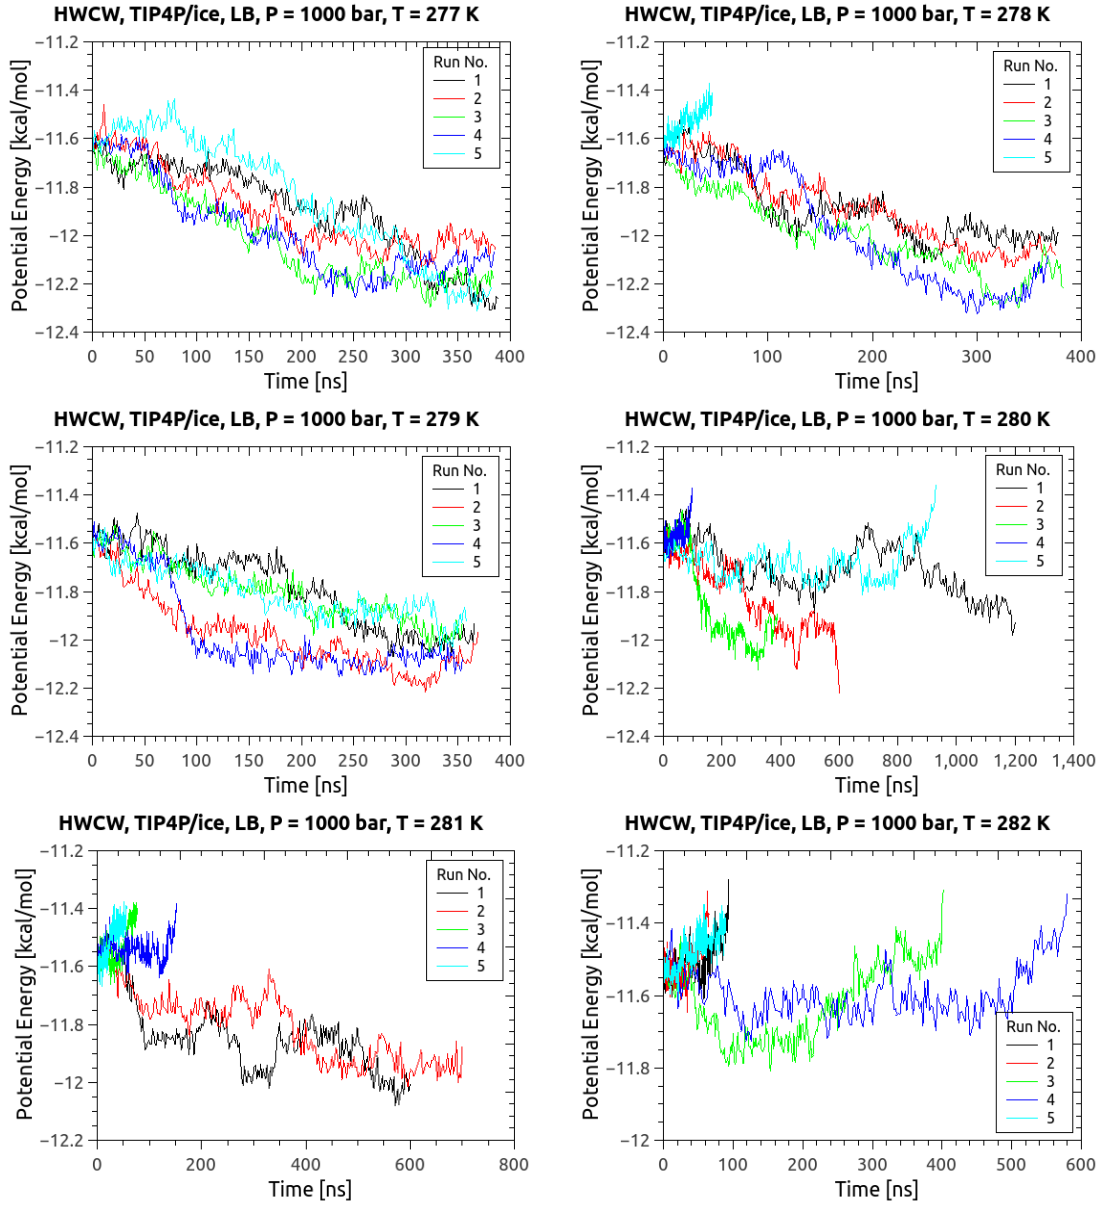 HWCW, TIP4P/ice, LB, P = 1000 bar, T = 277 K
Potential Energy [kcal/mol]
−11.2
−11.4
−11.6
−11.8
−12
−12.2
−12.4
Run No.
1
2
3
4
5
0 50 100 150 200 250 300 350 400
Time [ns]
HWCW, TIP4P/ice, LB, P = 1000 bar, T = 278 K
Potential Energy [kcal/mol]
−11.2
−11.4
−11.6
−11.8
−12
−12.2
−12.4
Run No.
1
2
3
4
5
0 100 200 300 400
Time [ns]
HWCW, TIP4P/ice, LB, P = 1000 bar, T = 279 K
Potential Energy [kcal/mol]
−11.2
−11.4
−11.6
−11.8
−12
−12.2
−12.4
Run No.
1
2
3
4
5
0 50 100 150 200 250 300 350 400
Time [ns]
HWCW, TIP4P/ice, LB, P = 1000 bar, T = 280 K
Potential Energy [kcal/mol]
−11.2
−11.4
−11.6
−11.8
−12
−12.2
−12.4
Run No.
1
2
3
4
5
0 200 400 600 800 1,000 1,200 1,400
Time [ns]
HWCW, TIP4P/ice, LB, P = 1000 bar, T = 281 K
Potential Energy [kcal/mol]
−11.2
−11.4
−11.6
−11.8
−12
−12.2
Run No.
1
2
3
4
5
0 200 400 600 800
Time [ns]
HWCW, TIP4P/ice, LB, P = 1000 bar, T = 282 K
Potential Energy [kcal/mol]
−11.2
−11.4
−11.6
−11.8
−12
Run No.
1
2
3
4
5
0 100 200 300 400 500 600
Time [ns]